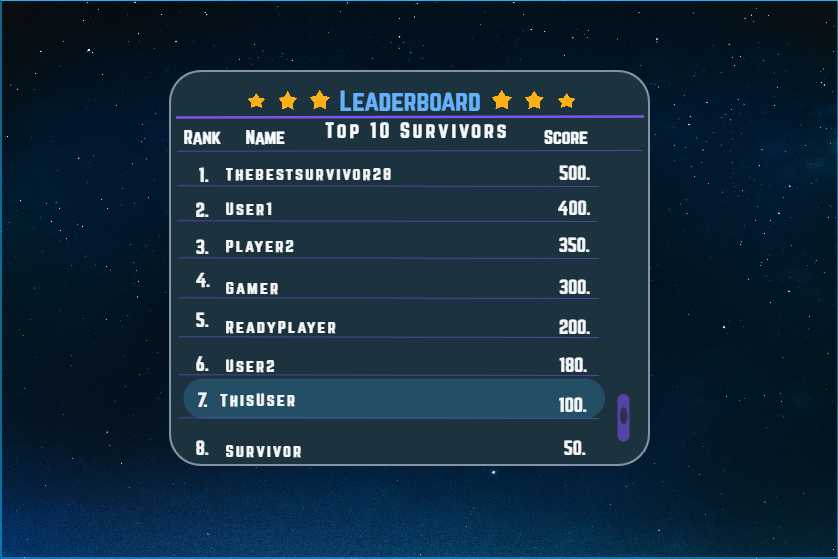 Leaderboard
Top 10 Survivors
Rank Name Score
1. Thebestsurvivor28 500.
2. User1 400.
3. Player2 350.
4. Gamer 300.
5. ReadyPlayer 200.
6. User2 180.
7. ThisUser 100.
8. Survivor 50.